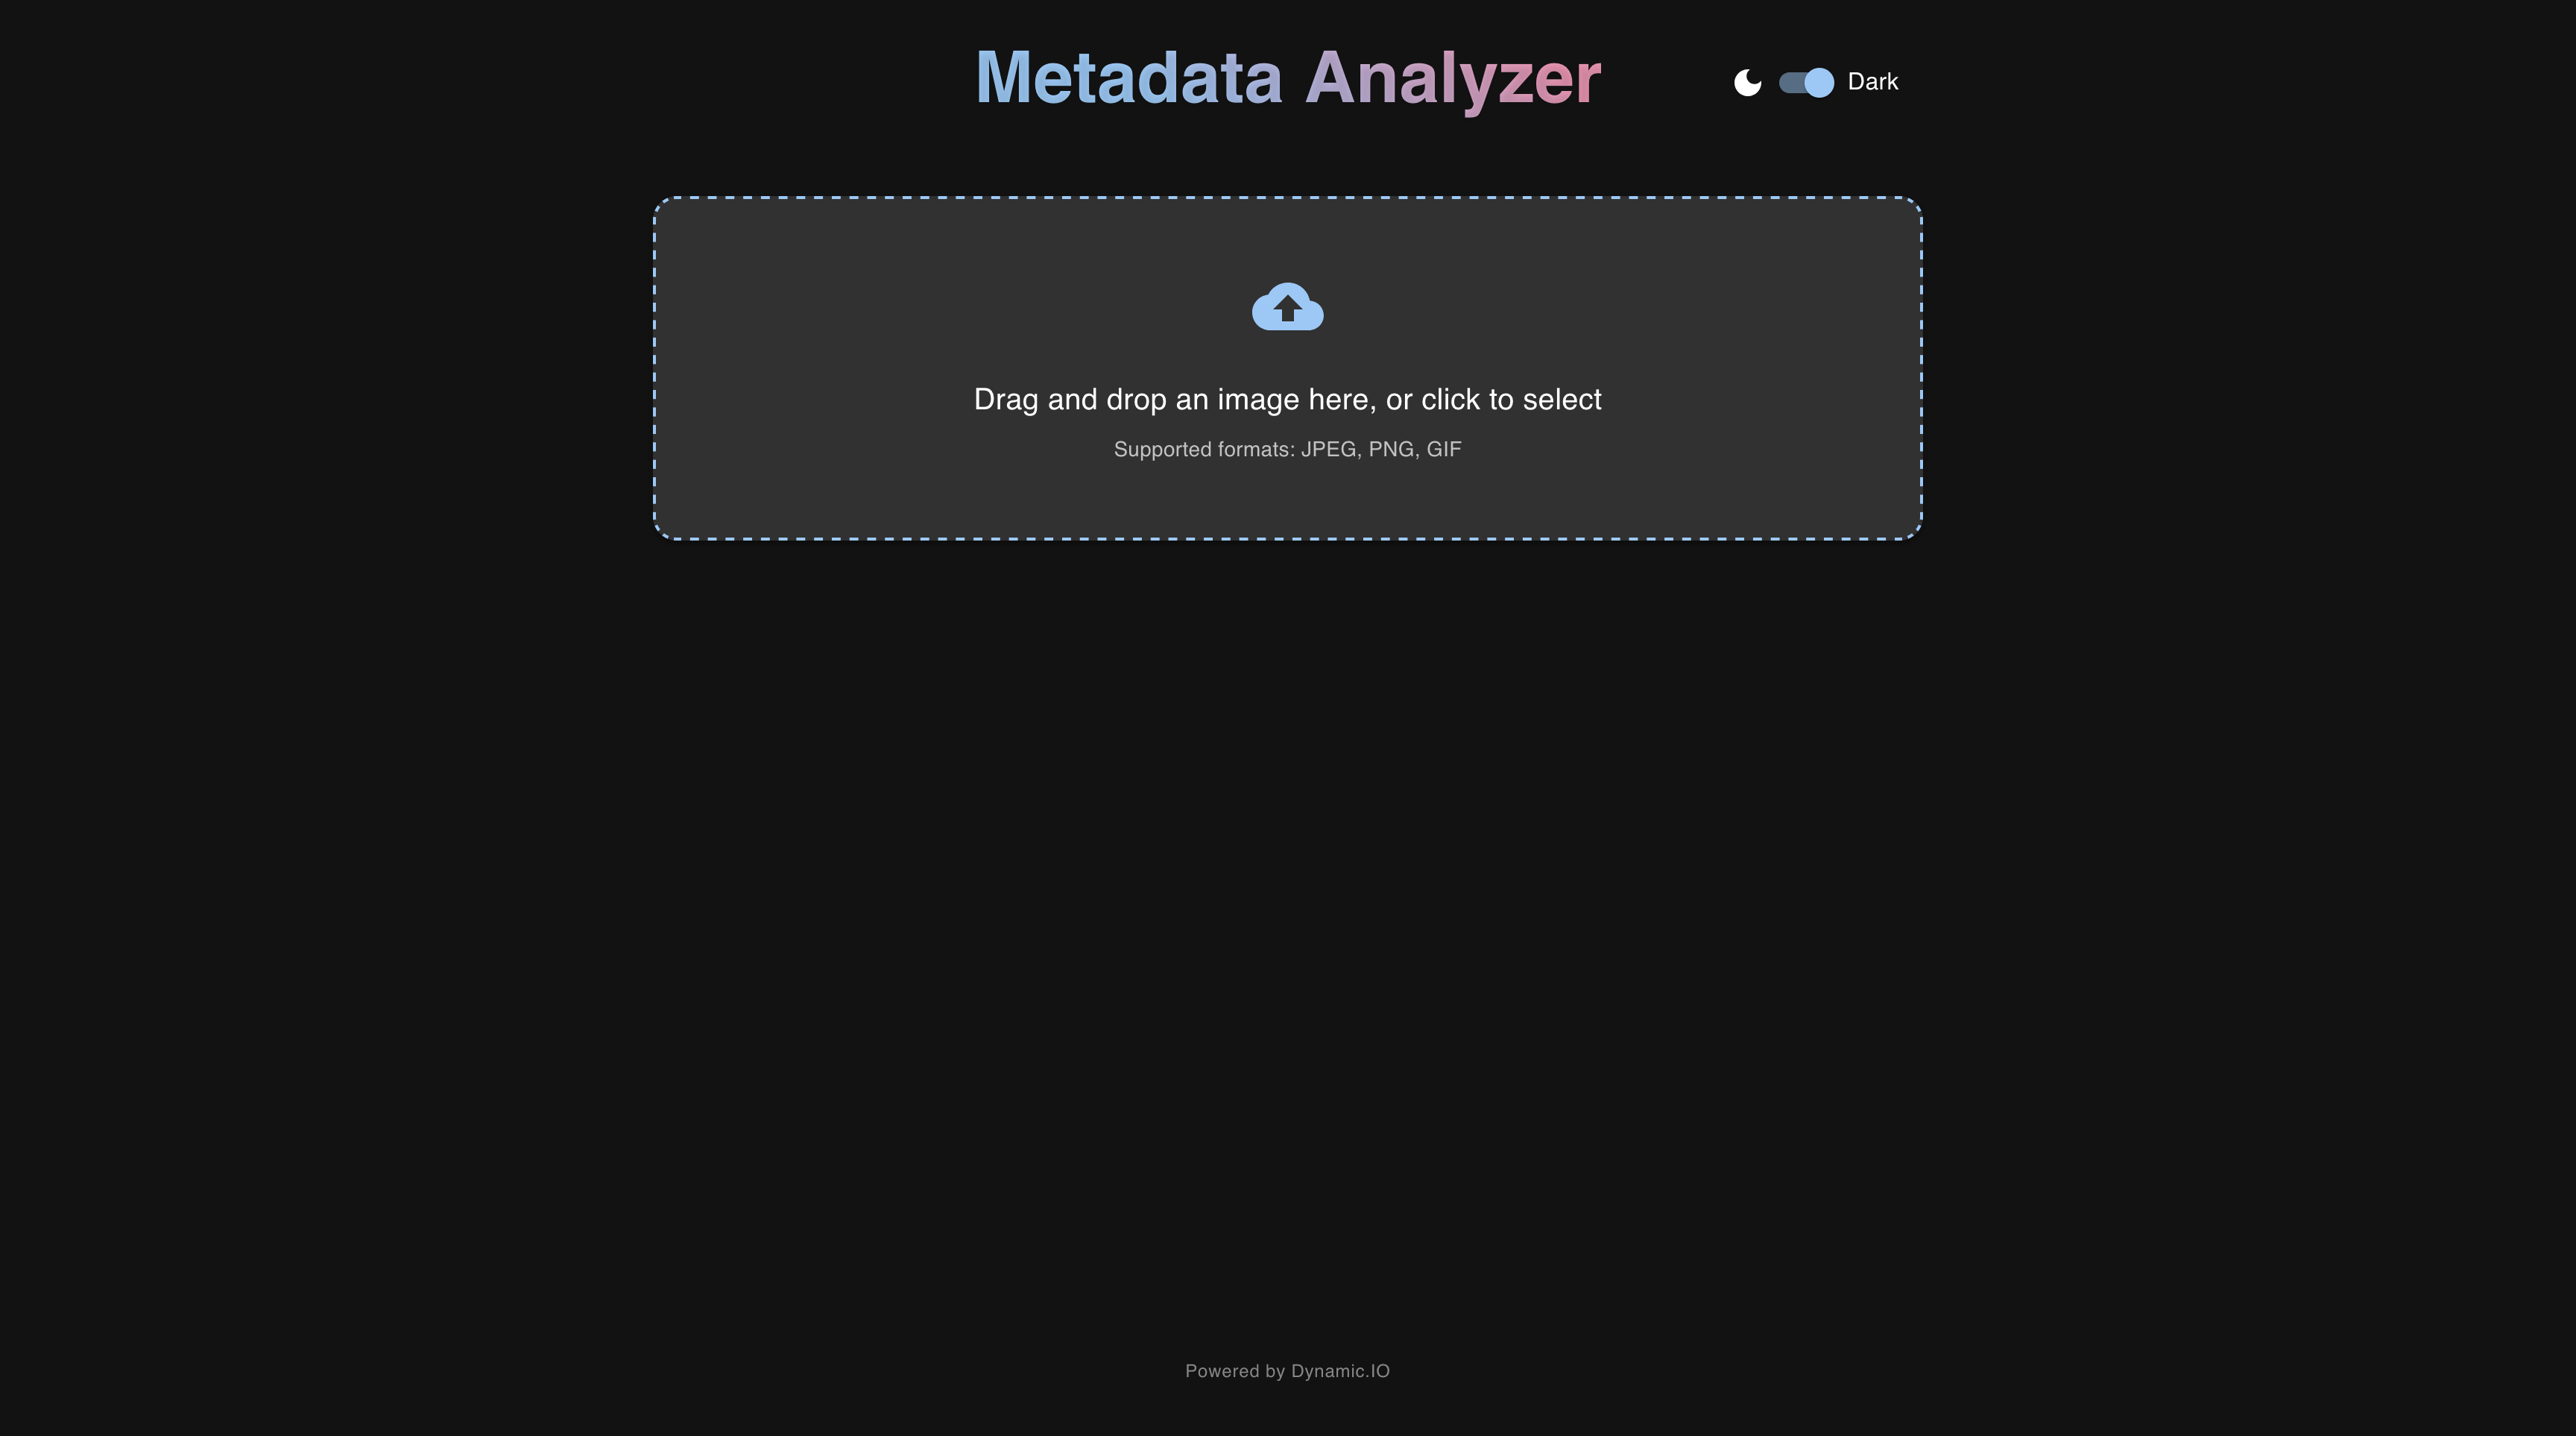 Metadata Analyzer
Dark
Drag and drop an image here, or click to select
Supported formats: JPEG, PNG, GIF
Powered by Dynamic.IO